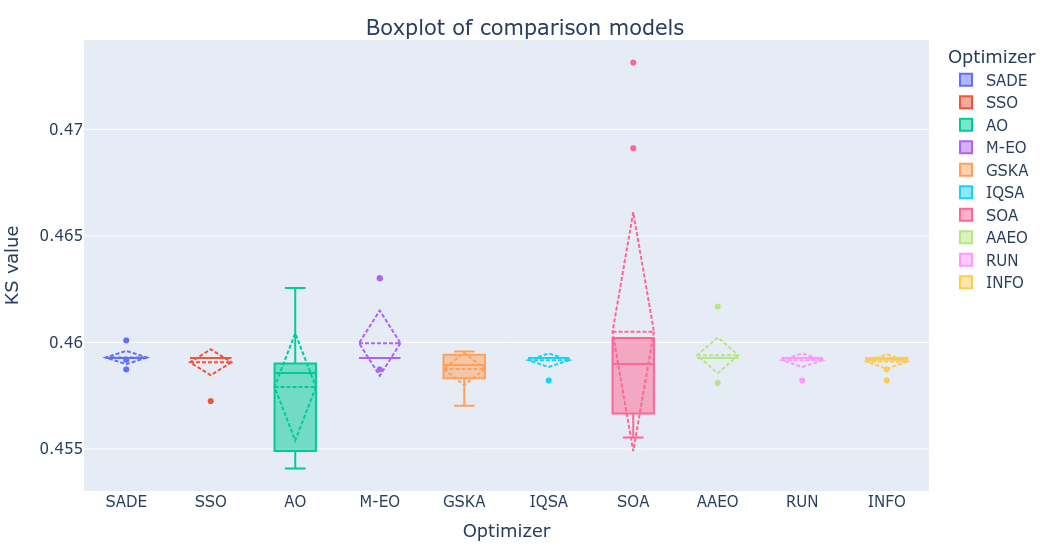 Boxplot of comparison models
KS value
0.47
0.465
0.46
0.455
SADE SSO AO M-EO GSKA IQSA SOA AAEO RUN INFO
Optimizer
Optimizer
SADE
SSO
AO
M-EO
GSKA
IQSA
SOA
AAEO
RUN
INFO